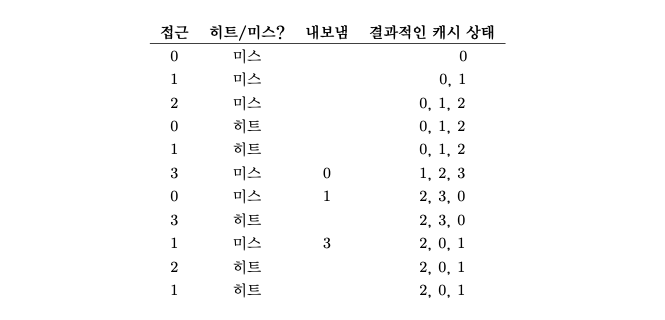 접근 히트/미스? 내보냄 결과적인 캐시 상태
0 미스 0
1 미스 0, 1
2 미스 0, 1, 2
0 히트 0, 1, 2
1 히트 0, 1, 2
3 미스 0 1, 2, 3
0 미스 1 2, 3, 0
3 히트 2, 3, 0
1 미스 3 2, 0, 1
2 히트 2, 0, 1
1 히트 2, 0, 1